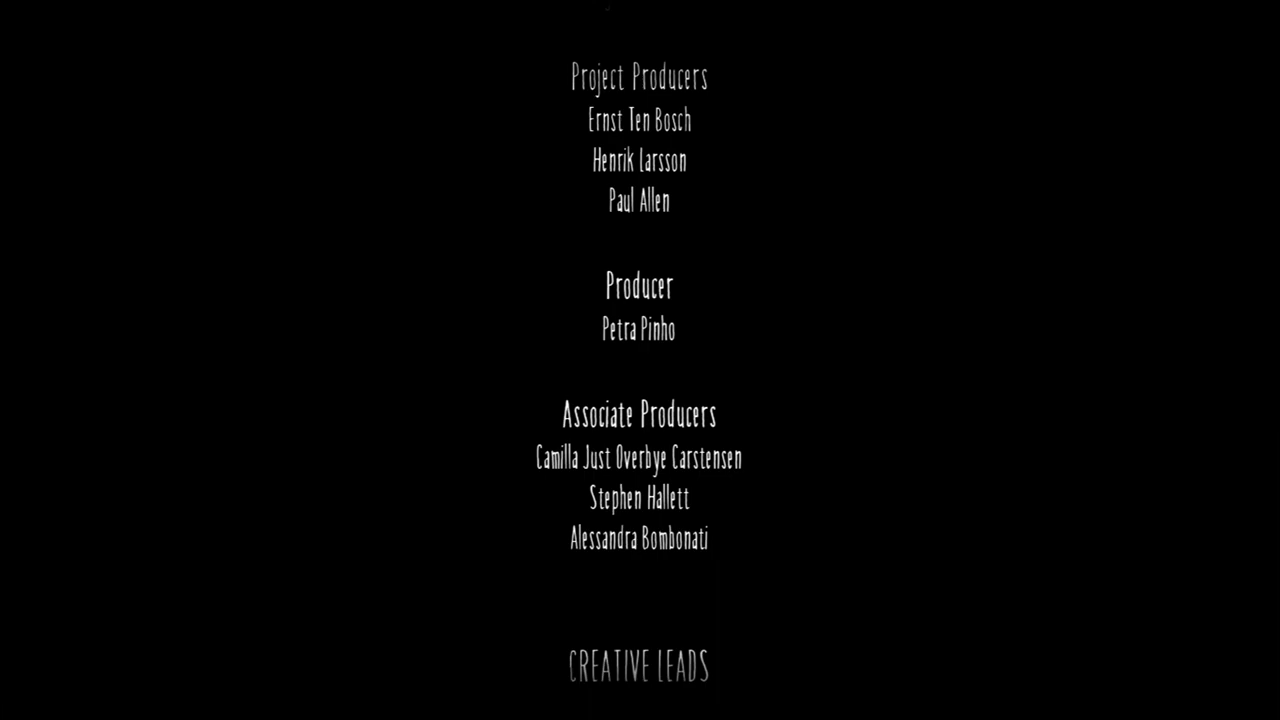 Project Producers
Ernst Ten Bosch
Henrik Larsson
Paul Allen
Producer
Petra Pinho
Associate Producers
Camilla Just Overbye Carstensen
Stephen Hallett
Alessandra Bombonati
CREATIVE LEADS